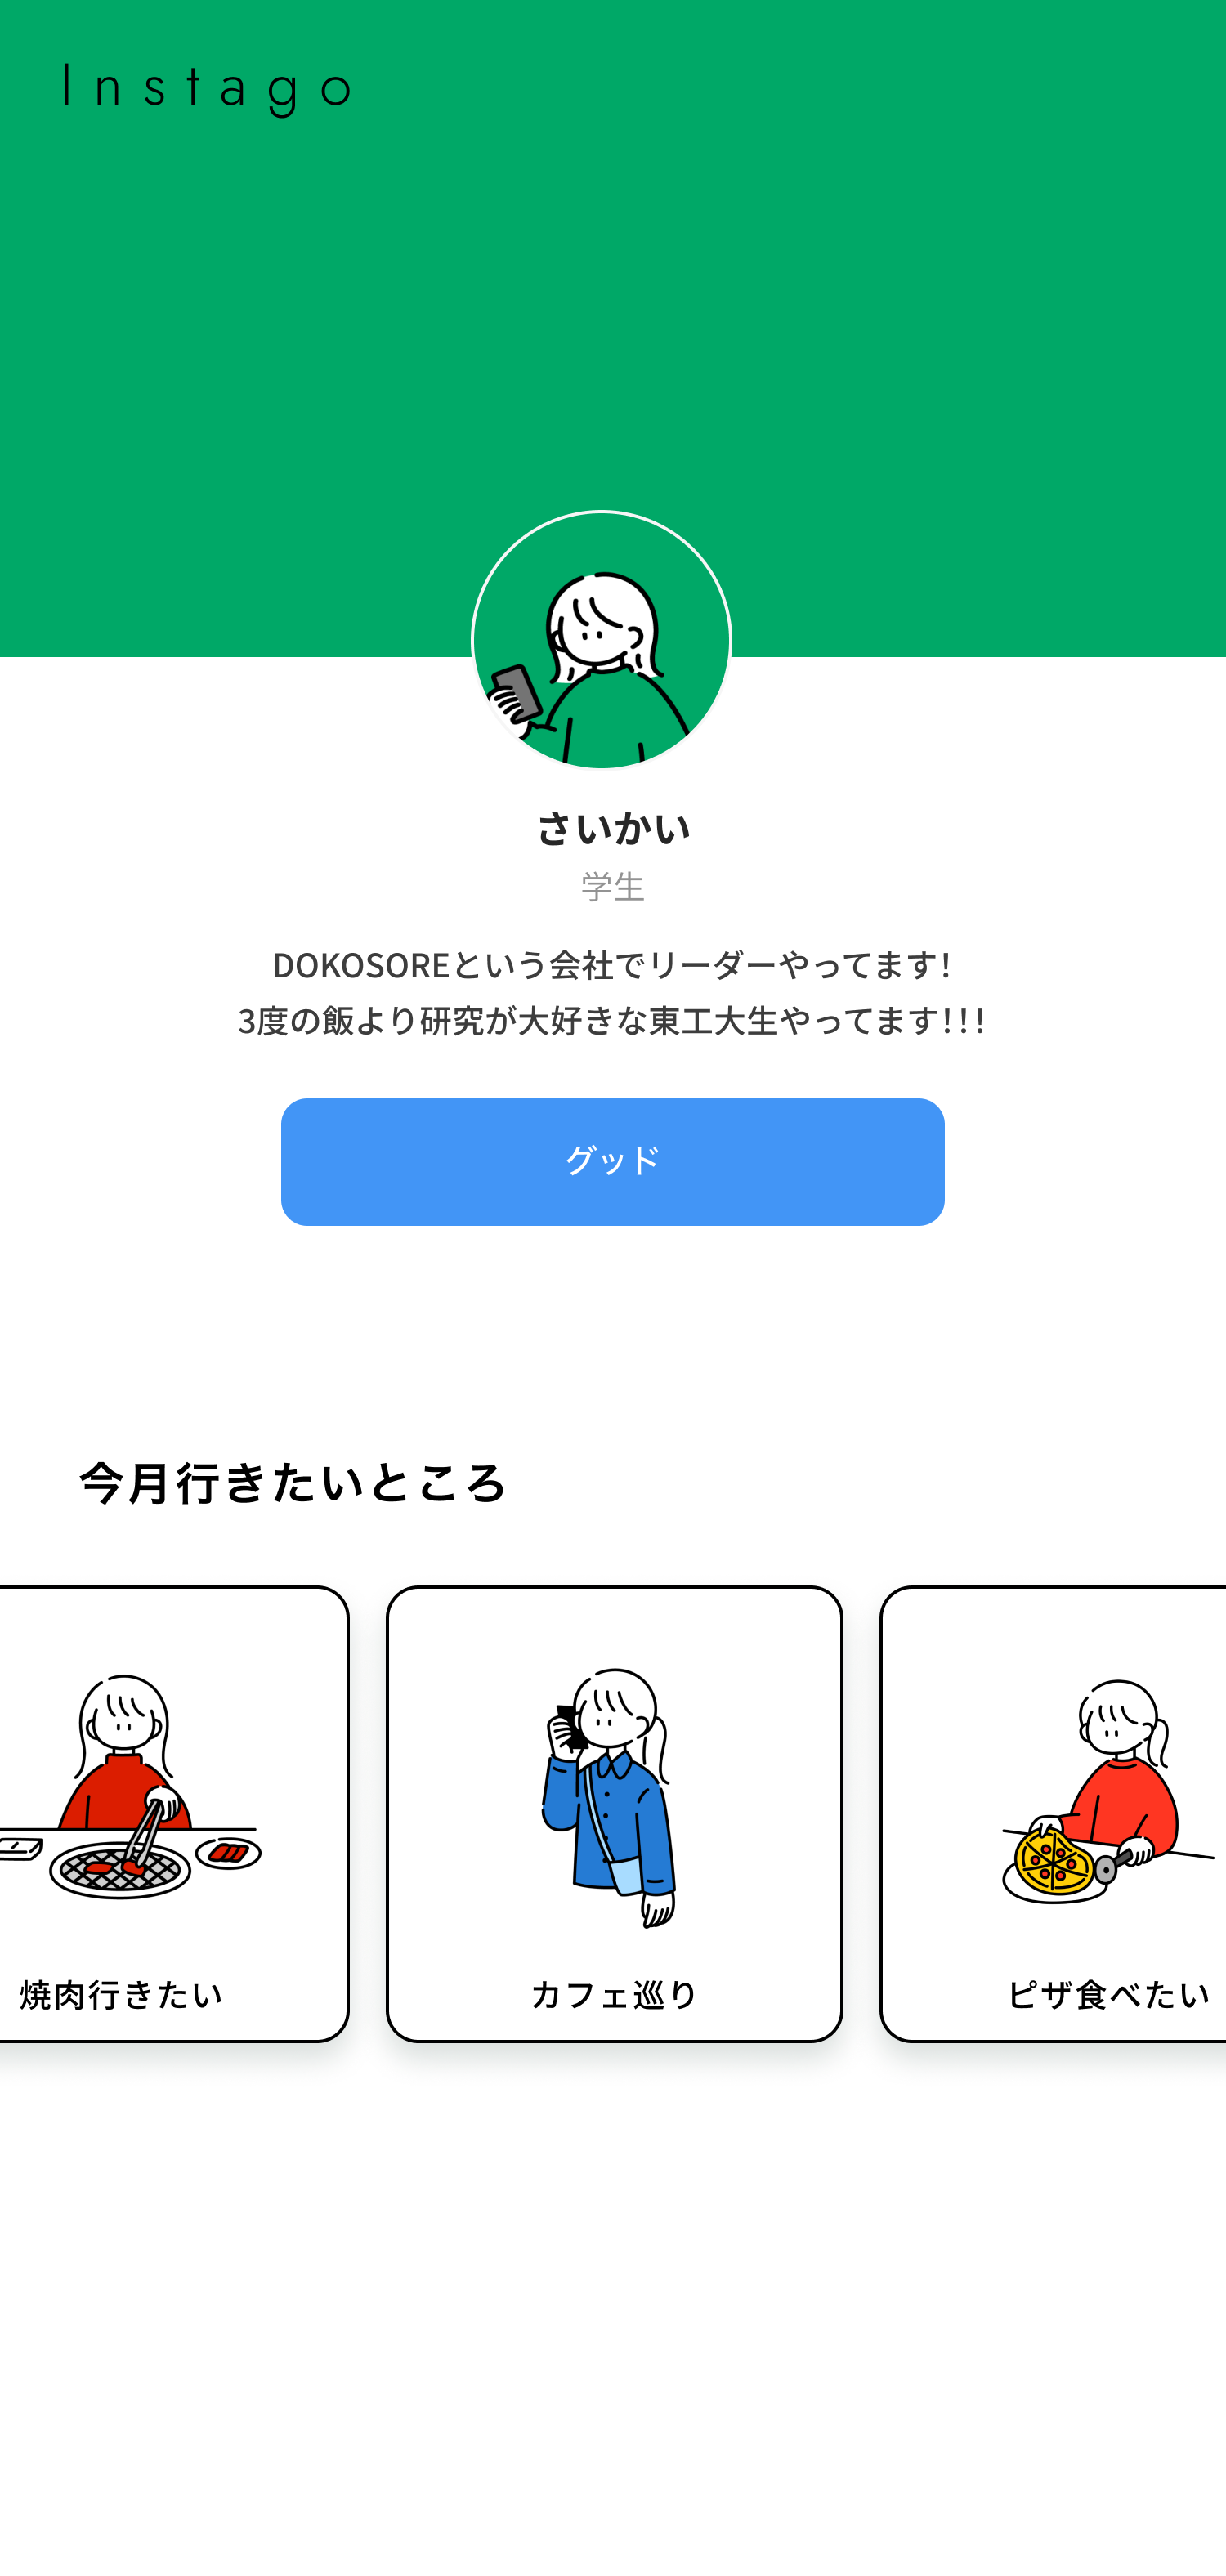 Instago
さいかい
学生
DOKOSOREという会社でリーダーやってます！
3度の飯より研究が大好きな東工大生やってます！！！
グッド
今月行きたいところ
焼肉行きたい
カフェ巡り
ピザ食べたい